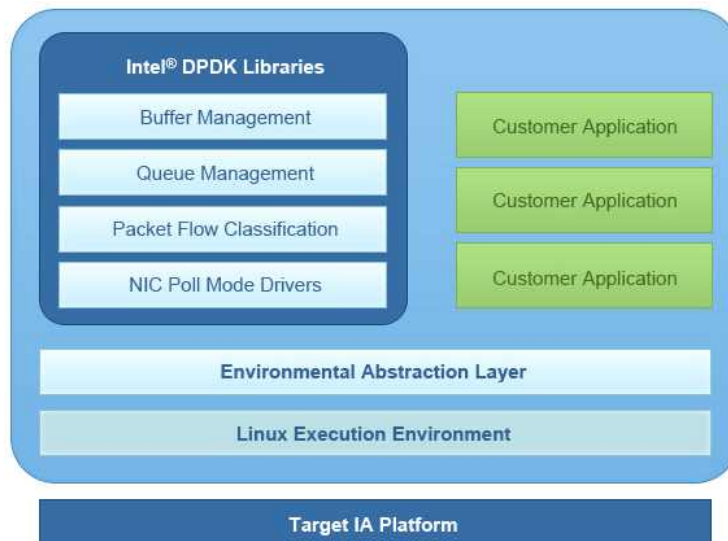 Intel® DPDK Libraries
Buffer Management
Queue Management
Packet Flow Classification
NIC Poll Mode Drivers
Customer Application
Customer Application
Customer Application
Environmental Abstraction Layer
Linux Execution Environment
Target IA Platform